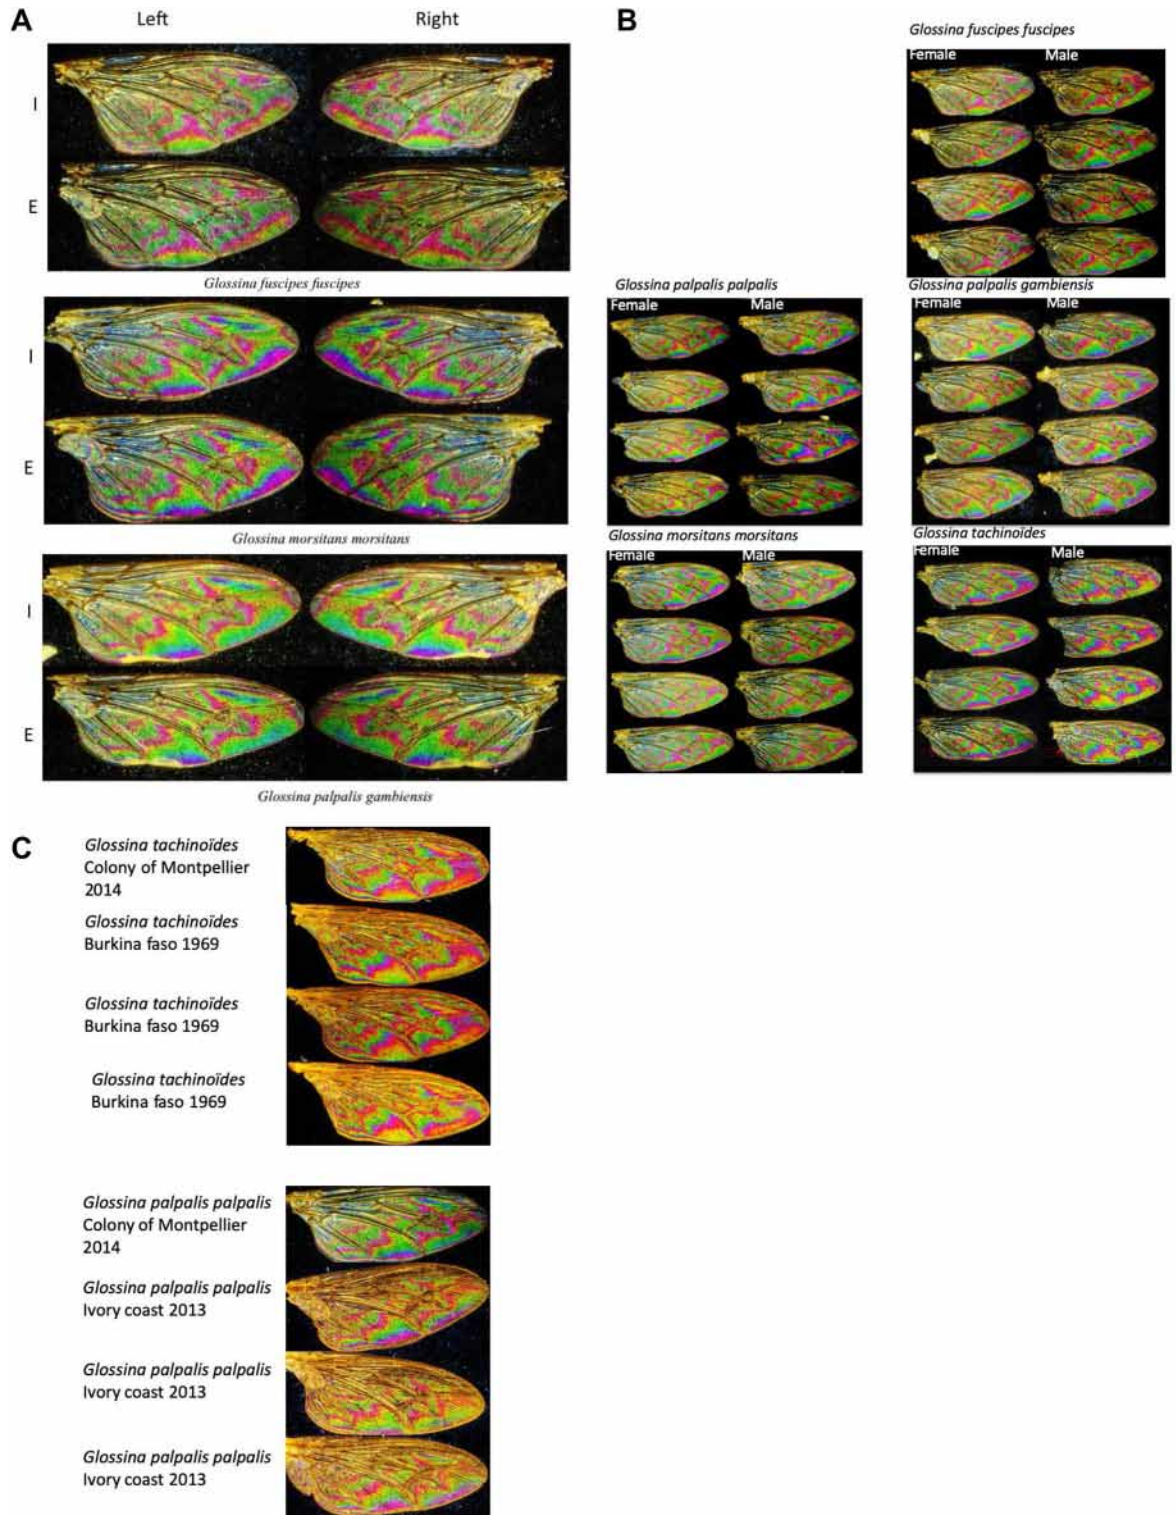 A
Left
Right
I
E
Glossina fuscipes fuscipes
I
E
Glossina morsitans morsitans
I
E
Glossina palpalis gambiensis
B
Glossina fuscipes fuscipes
Female
Male
Glossina palpalis palpalis
Female
Male
Glossina palpalis gambiensis
Female
Male
Glossina morsitans morsitans
Female
Male
Glossina tachinoïdes
Female
Male
C
Glossina tachinoïdes
Colony of Montpellier
2014
Glossina tachinoïdes
Burkina faso 1969
Glossina tachinoïdes
Burkina faso 1969
Glossina tachinoïdes
Burkina faso 1969
Glossina palpalis palpalis
Colony of Montpellier
2014
Glossina palpalis palpalis
Ivory coast 2013
Glossina palpalis palpalis
Ivory coast 2013
Glossina palpalis palpalis
Ivory coast 2013